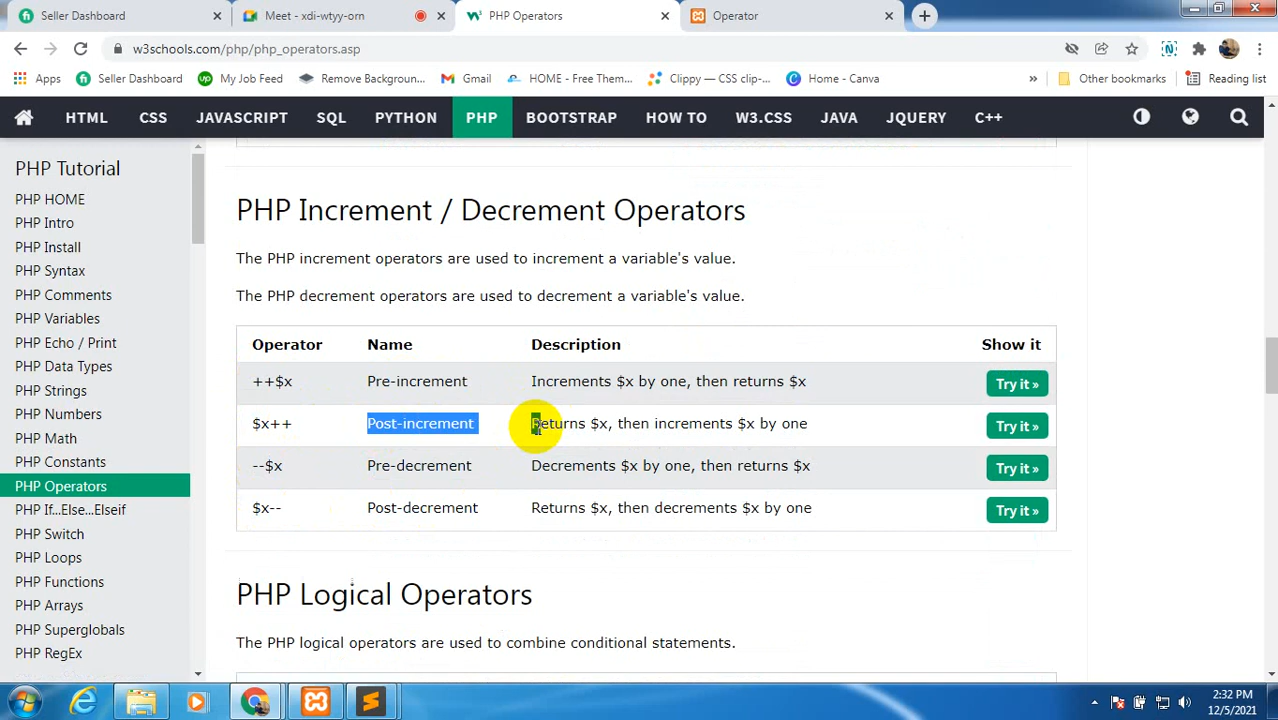 Seller Dashboard
Meet - xdi-wtyy-orn
PHP Operators
Operator
w3schools.com/php/php_operators.asp
Apps
Seller Dashboard
My Job Feed
Remove Backgroun...
Gmail
HOME - Free Them...
Clippy — CSS clip-...
Home - Canva
»
Other bookmarks
Reading list
HTML
CSS
JAVASCRIPT
SQL
PYTHON
PHP
BOOTSTRAP
HOW TO
W3.CSS
JAVA
JQUERY
C++
PHP Tutorial
PHP HOME
PHP Intro
PHP Install
PHP Syntax
PHP Comments
PHP Variables
PHP Echo / Print
PHP Data Types
PHP Strings
PHP Numbers
PHP Math
PHP Constants
PHP Operators
PHP If...Else...Elseif
PHP Switch
PHP Loops
PHP Functions
PHP Arrays
PHP Superglobals
PHP RegEx
PHP Increment / Decrement Operators
The PHP increment operators are used to increment a variable's value.
The PHP decrement operators are used to decrement a variable's value.
Operator Name Description Show it
++$x Pre-increment Increments $x by one, then returns $x Try it »
$x++ Post-increment Returns $x, then increments $x by one Try it »
--$x Pre-decrement Decrements $x by one, then returns $x Try it »
$x-- Post-decrement Returns $x, then decrements $x by one Try it »
PHP Logical Operators
The PHP logical operators are used to combine conditional statements.
2:32 PM
12/5/2021